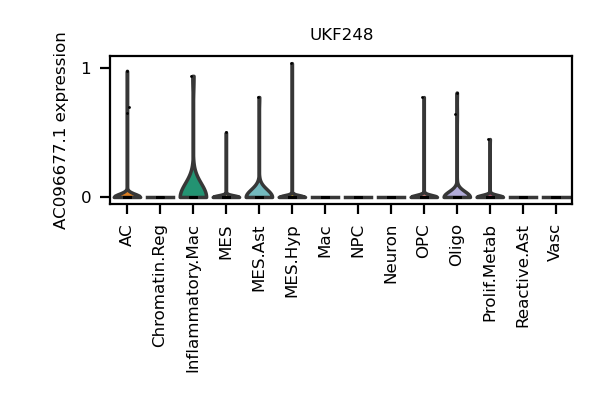 UKF248
AC096677.1 expression
1
0
AC
Chromatin.Reg
Inflammatory.Mac
MES
MES.Ast
MES.Hyp
Mac
NPC
Neuron
OPC
Oligo
Prolif.Metab
Reactive.Ast
Vasc